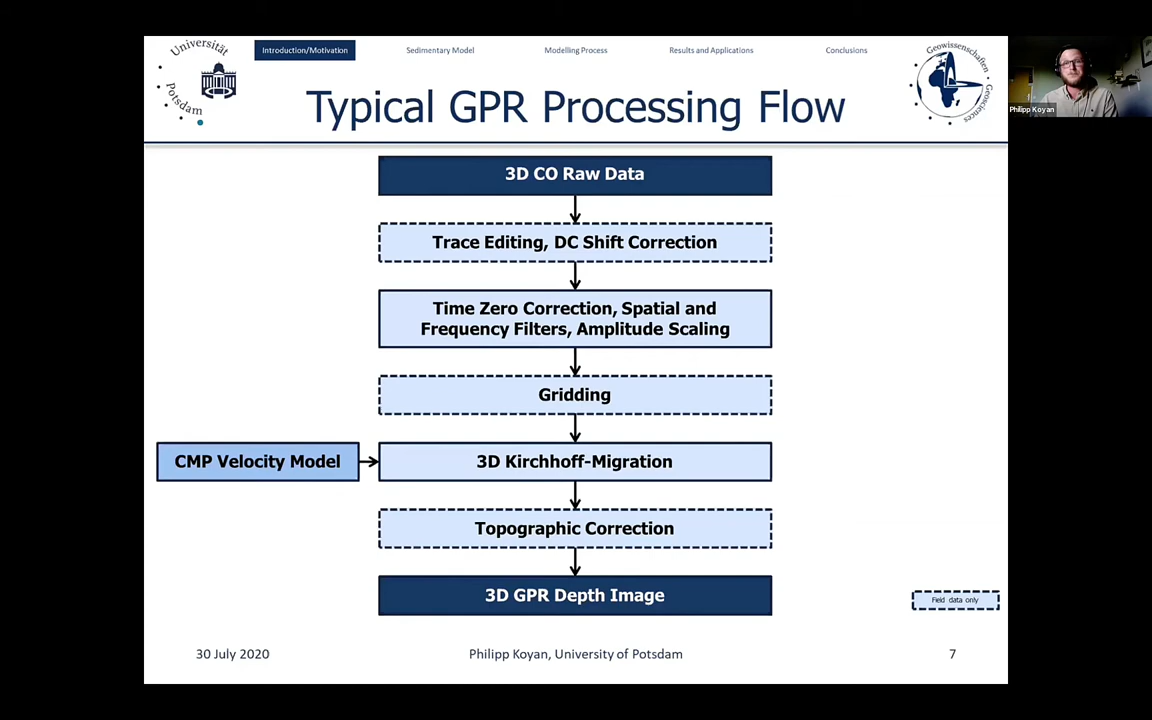 Introduction/Motivation
Sedimentary Model
Modelling Process
Results and Applications
Conclusions
Universität
Potsdam
Geowissenschaften
Geosciences
Typical GPR Processing Flow
Philipp Koyan
3D CO Raw Data
Trace Editing, DC Shift Correction
Time Zero Correction, Spatial and
Frequency Filters, Amplitude Scaling
Gridding
CMP Velocity Model
3D Kirchhoff-Migration
Topographic Correction
3D GPR Depth Image
Field data only
30 July 2020
Philipp Koyan, University of Potsdam
7